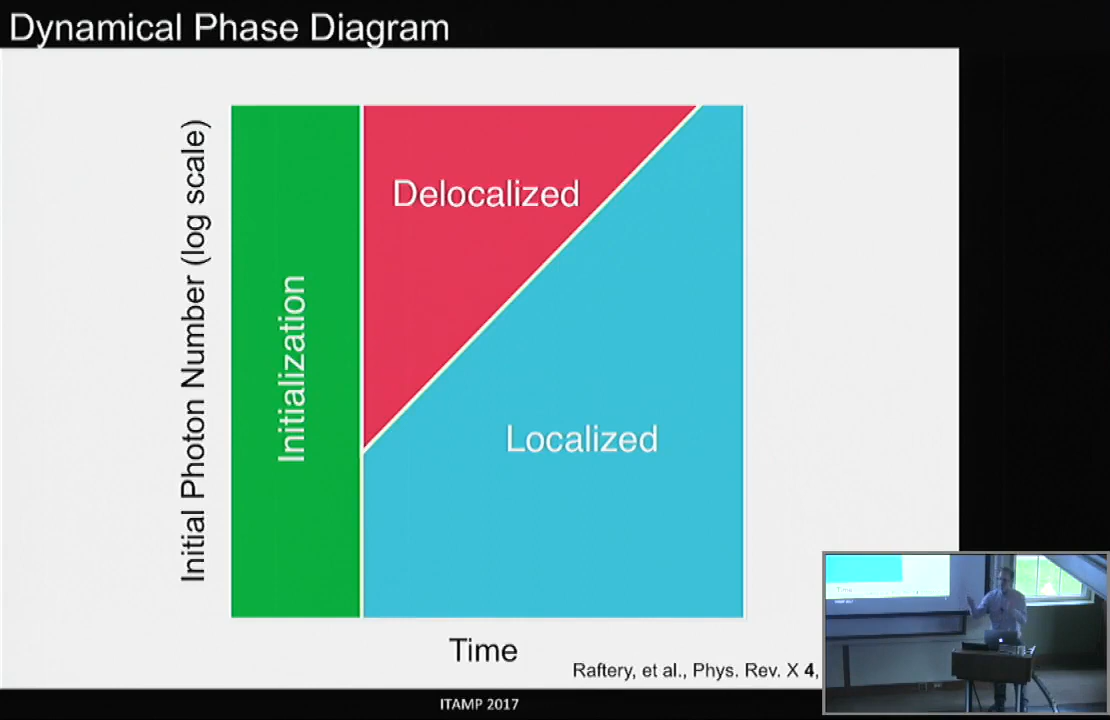 Dynamical Phase Diagram
Initial Photon Number (log scale)
Initialization
Delocalized
Localized
Time
Raftery, et al., Phys. Rev. X 4,
ITAMP 2017